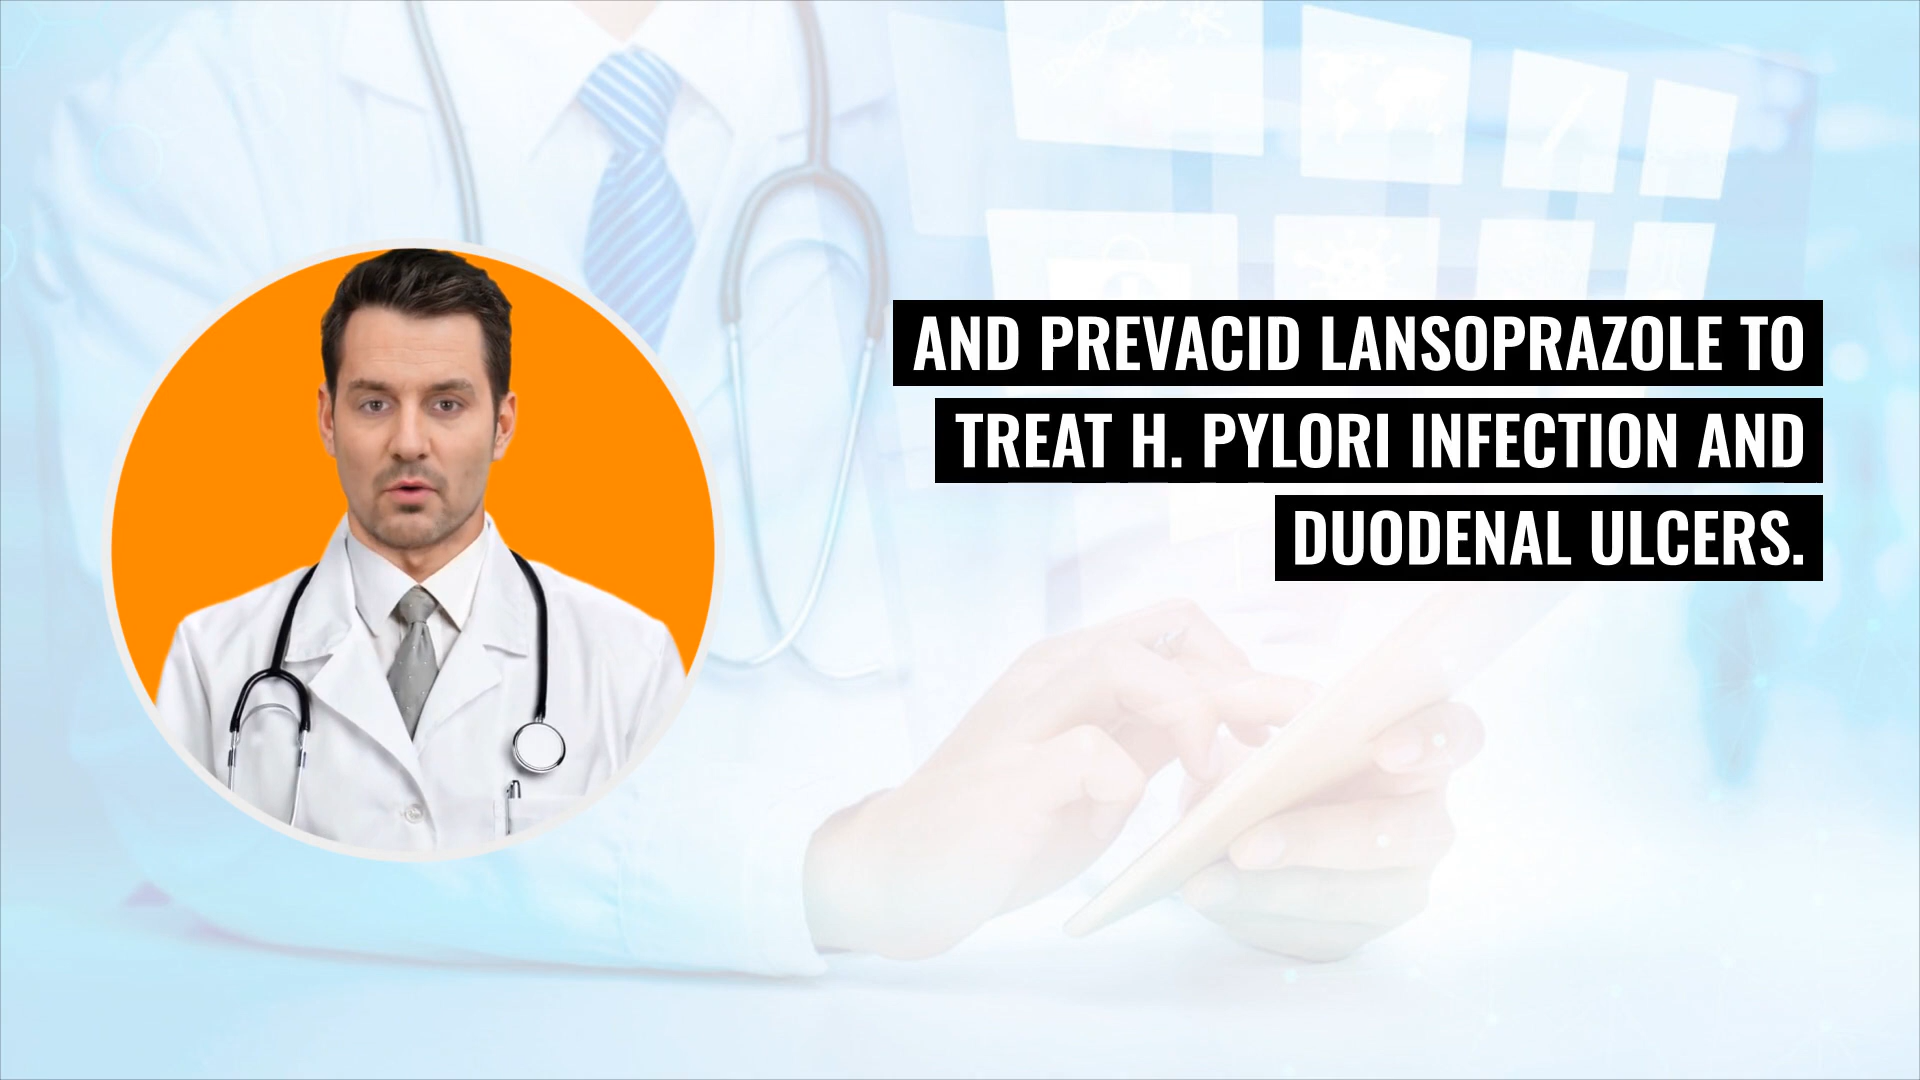 AND PREVACID LANSOPRAZOLE TO
TREAT H. PYLORI INFECTION AND
DUODENAL ULCERS.